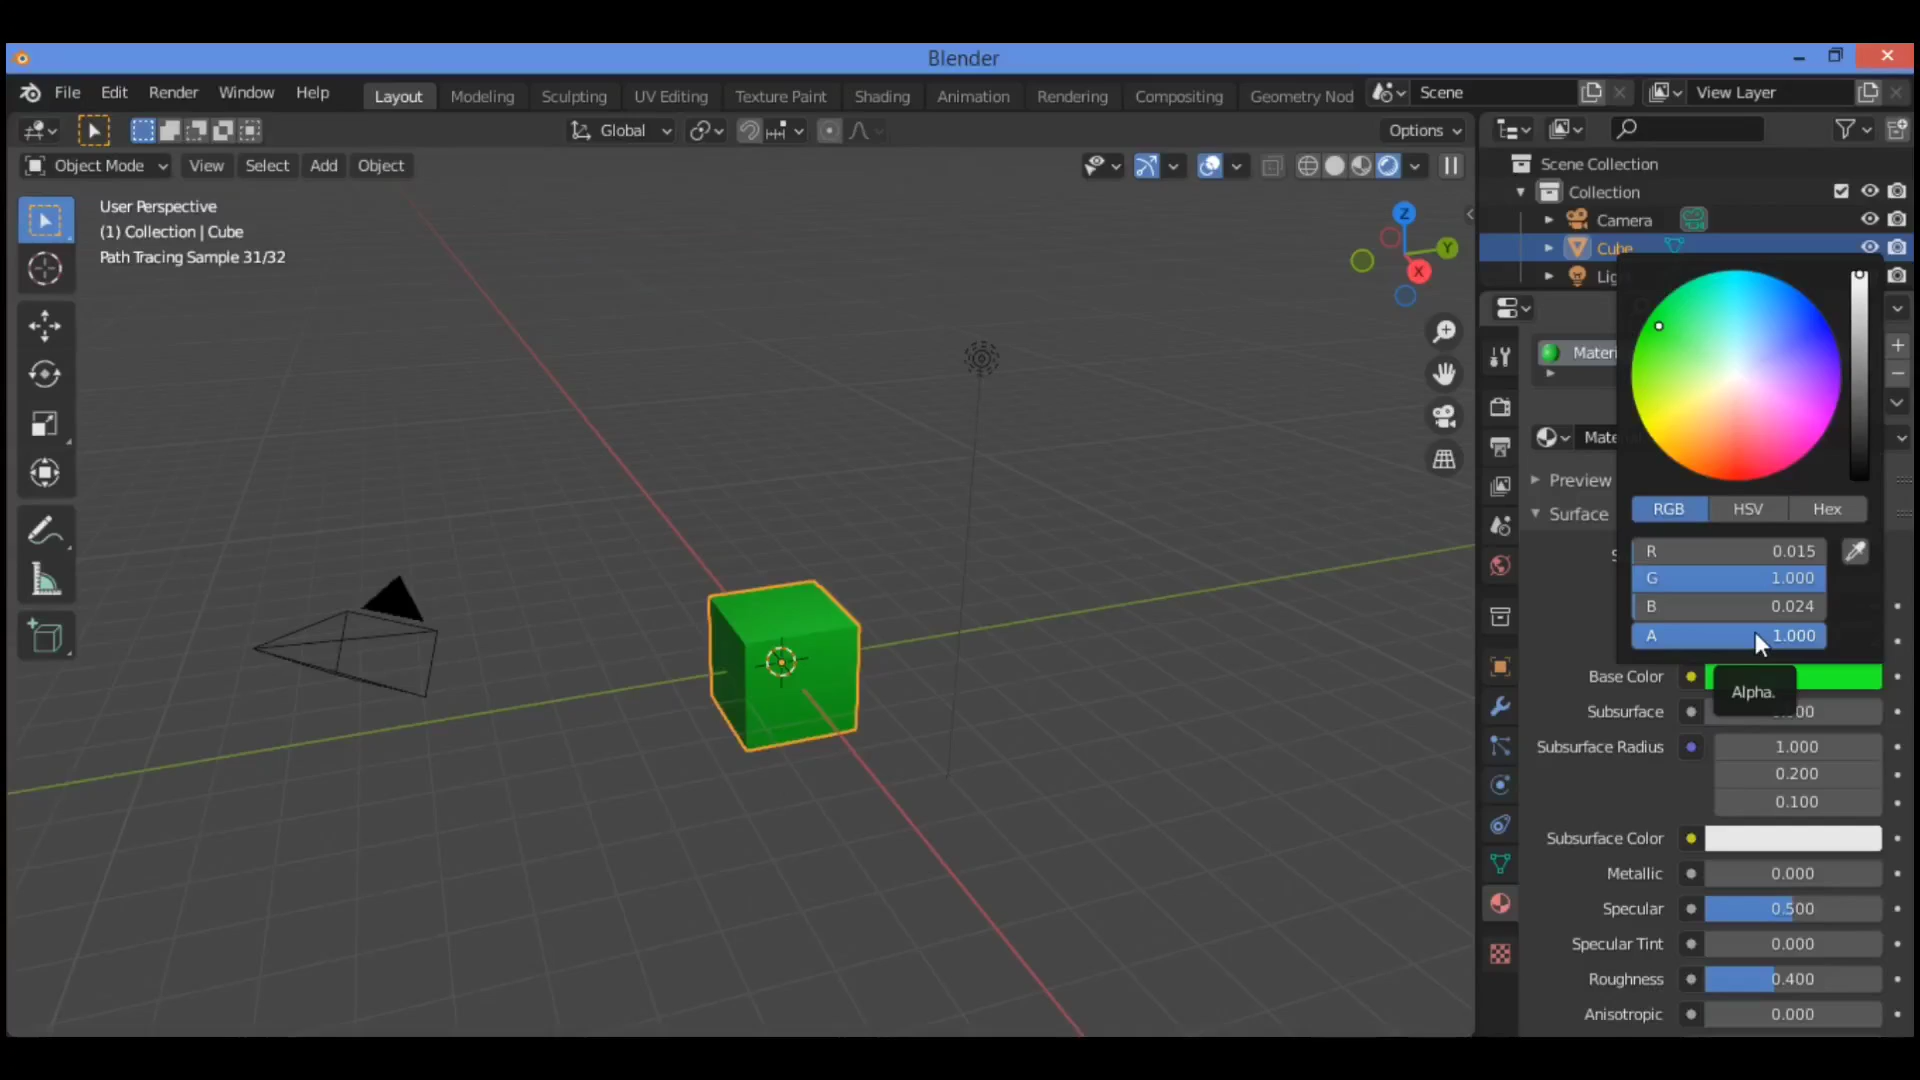 Blender
File Edit Render Window Help Layout Modeling Sculpting UV Editing Texture Paint Shading Animation Rendering Compositing Geometry Nod Scene View Layer
Global Options
Object Mode View Select Add Object
User Perspective
(1) Collection | Cube
Path Tracing Sample 31/32
Z
Y
X
Scene Collection
Collection
Camera
Cube
Lig
Materi
Mate
Preview
Surface
S
RGB HSV Hex
R 0.015
G 1.000
B 0.024
A 1.000
Base Color
Alpha.
Subsurface
Subsurface Radius 1.000
0.200
0.100
Subsurface Color
Metallic 0.000
Specular 0.500
Specular Tint 0.000
Roughness 0.400
Anisotropic 0.000